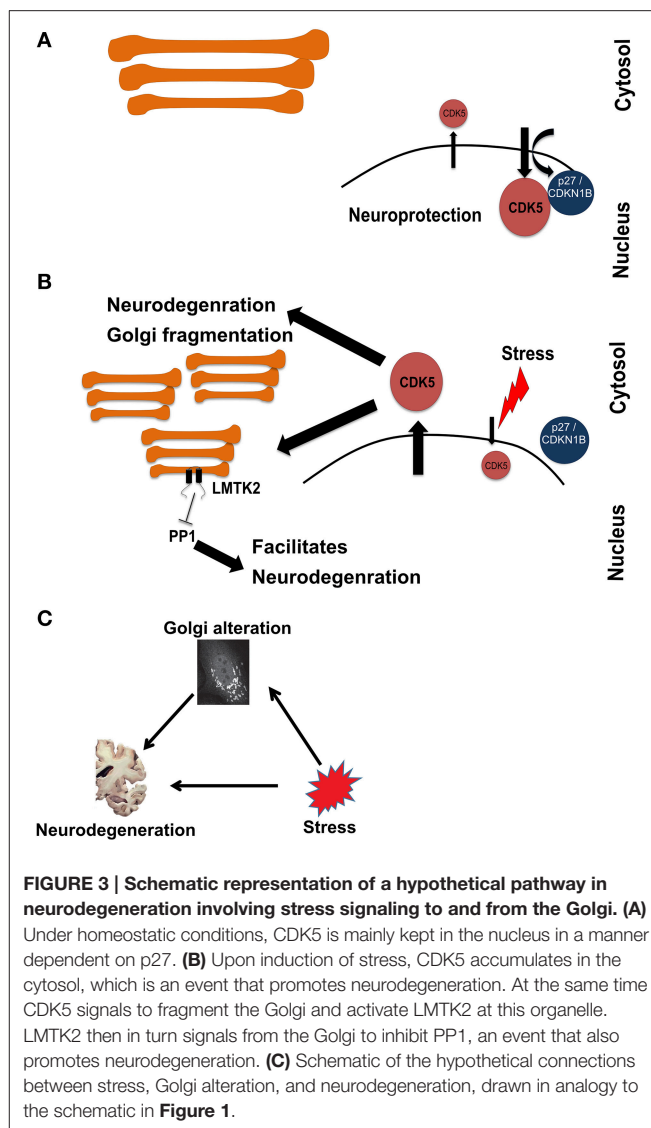 A
Cytosol
CDK5
p27 /
CDKN1B
CDK5
Neuroprotection
Nucleus
B
Neurodegenration
Golgi fragmentation
Stress
Cytosol
CDK5
p27 /
CDKN1B
CDK5
LMTK2
PP1
Facilitates
Neurodegenration
Nucleus
C
Golgi alteration
Neurodegeneration
Stress
FIGURE 3 | Schematic representation of a hypothetical pathway in
neurodegeneration involving stress signaling to and from the Golgi. (A)
Under homeostatic conditions, CDK5 is mainly kept in the nucleus in a manner
dependent on p27. (B) Upon induction of stress, CDK5 accumulates in the
cytosol, which is an event that promotes neurodegeneration. At the same time
CDK5 signals to fragment the Golgi and activate LMTK2 at this organelle.
LMTK2 then in turn signals from the Golgi to inhibit PP1, an event that also
promotes neurodegeneration. (C) Schematic of the hypothetical connections
between stress, Golgi alteration, and neurodegeneration, drawn in analogy to
the schematic in Figure 1.